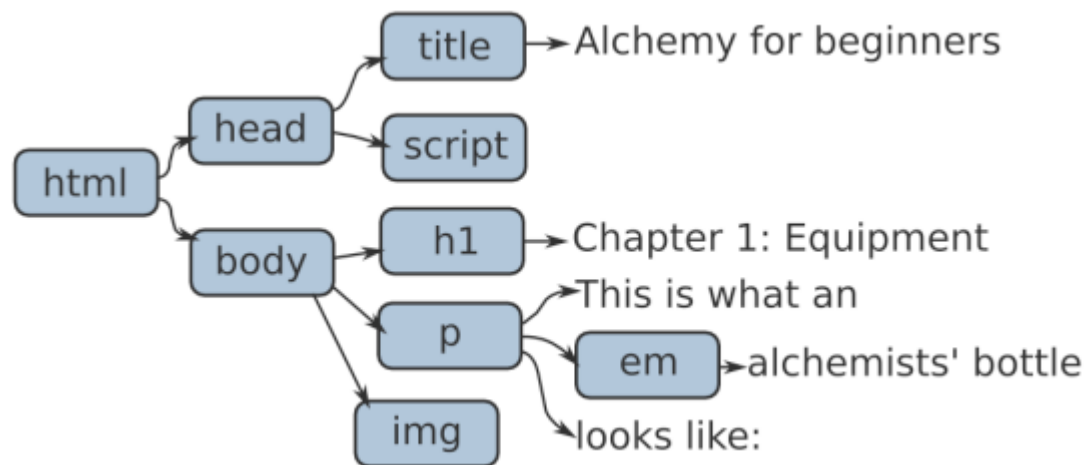 title
Alchemy for beginners
head
script
html
h1
Chapter 1: Equipment
body
This is what an
p
em
alchemists' bottle
img
looks like: